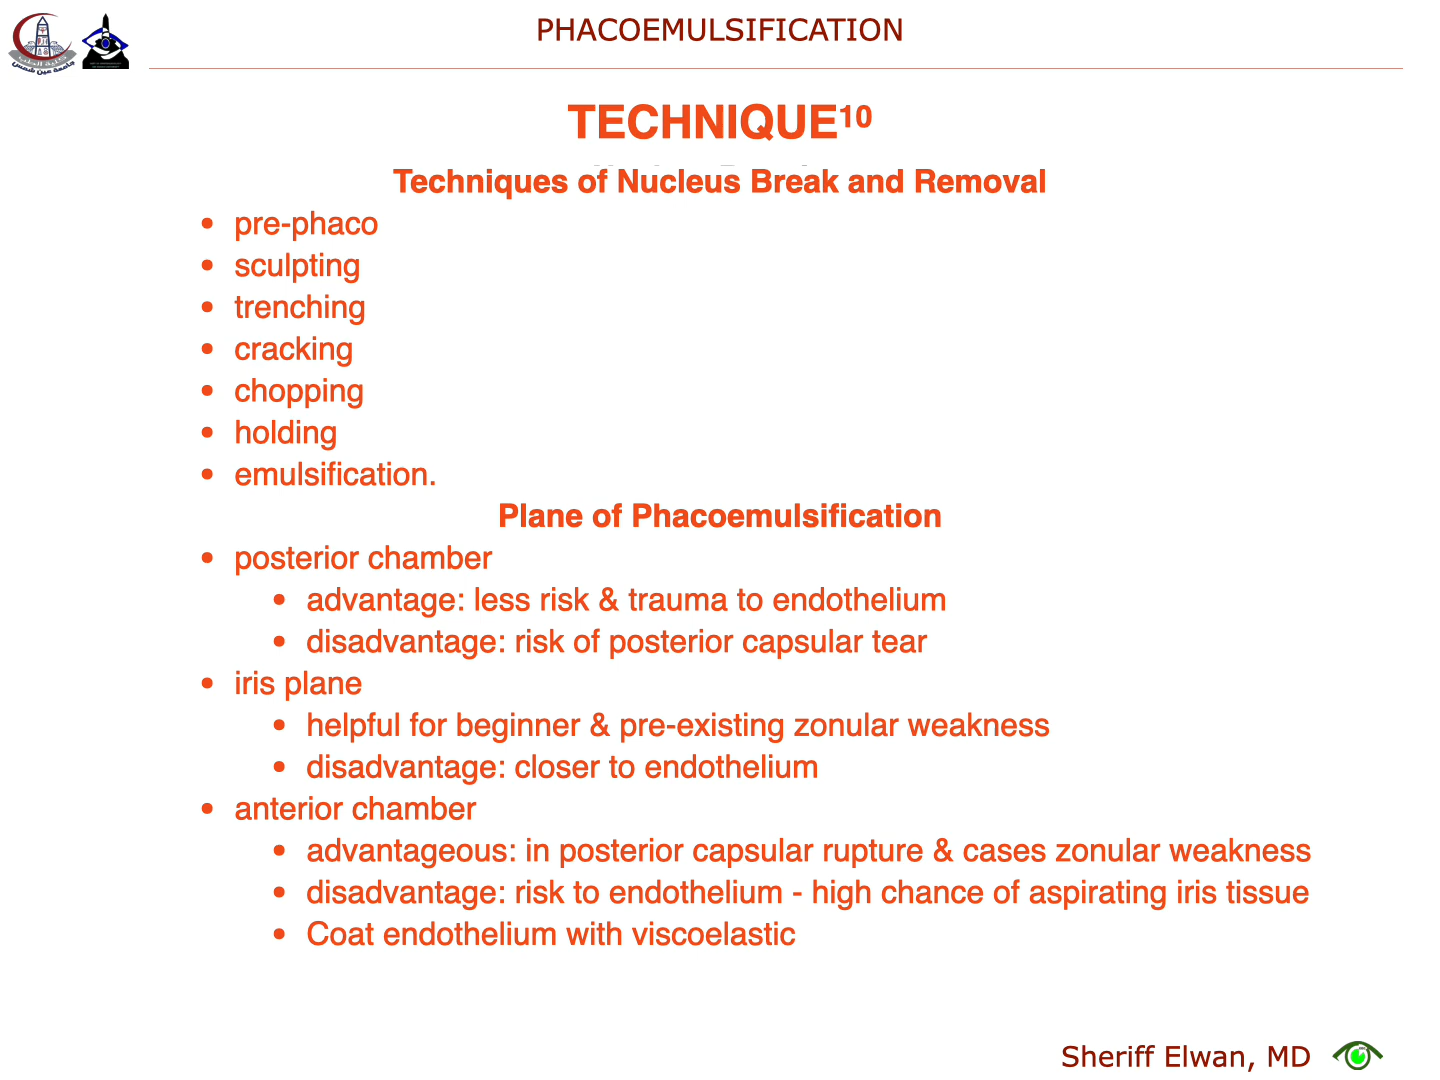 PHACOEMULSIFICATION
TECHNIQUE¹⁰
Techniques of Nucleus Break and Removal
• pre-phaco
• sculpting
• trenching
• cracking
• chopping
• holding
• emulsification.
Plane of Phacoemulsification
• posterior chamber
• advantage: less risk & trauma to endothelium
• disadvantage: risk of posterior capsular tear
• iris plane
• helpful for beginner & pre-existing zonular weakness
• disadvantage: closer to endothelium
• anterior chamber
• advantageous: in posterior capsular rupture & cases zonular weakness
• disadvantage: risk to endothelium - high chance of aspirating iris tissue
• Coat endothelium with viscoelastic
Sheriff Elwan, MD